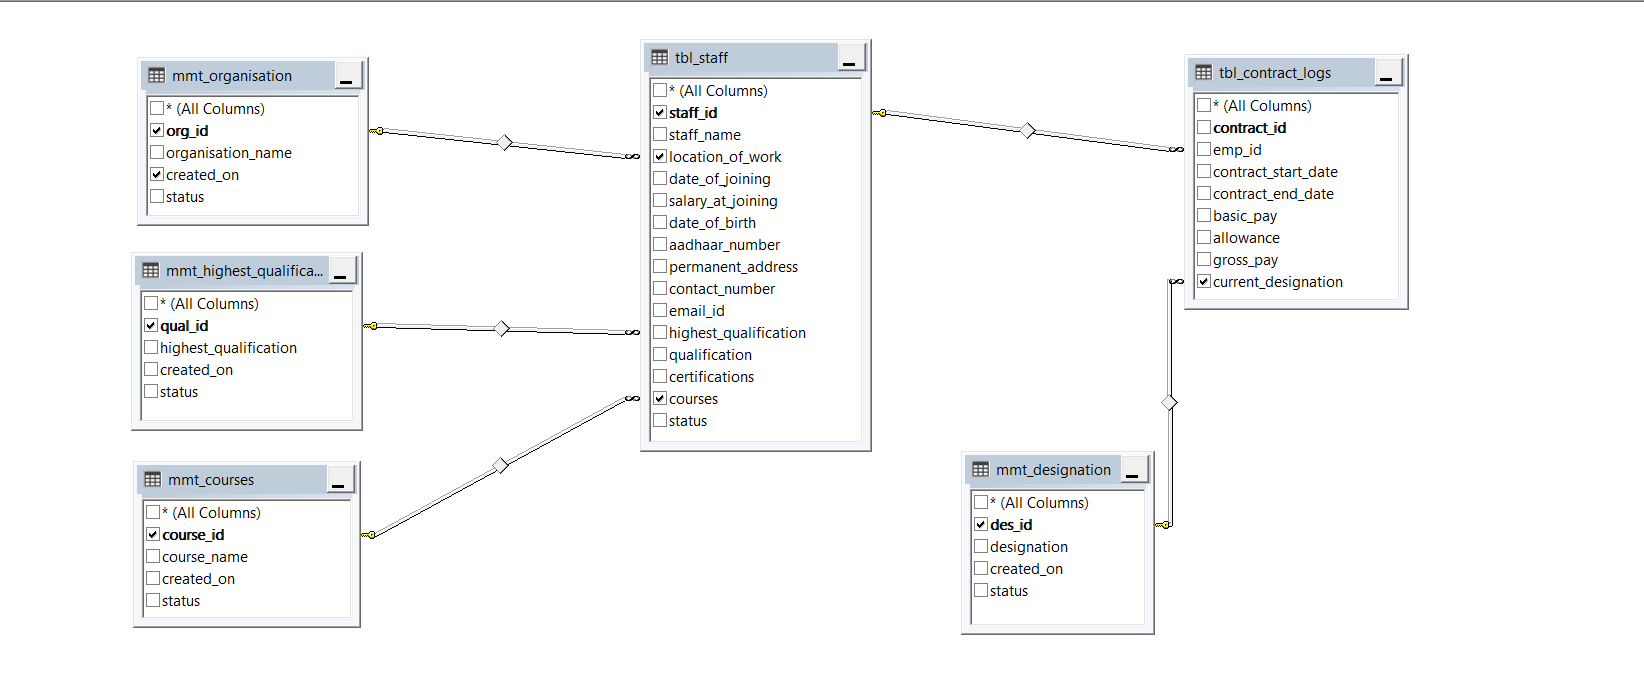 mmt_organisation
* (All Columns)
org_id
organisation_name
created_on
status
mmt_highest_qualifica...
* (All Columns)
qual_id
highest_qualification
created_on
status
mmt_courses
* (All Columns)
course_id
course_name
created_on
status
tbl_staff
* (All Columns)
staff_id
staff_name
location_of_work
date_of_joining
salary_at_joining
date_of_birth
aadhaar_number
permanent_address
contact_number
email_id
highest_qualification
qualification
certifications
courses
status
tbl_contract_logs
* (All Columns)
contract_id
emp_id
contract_start_date
contract_end_date
basic_pay
allowance
gross_pay
current_designation
mmt_designation
* (All Columns)
des_id
designation
created_on
status